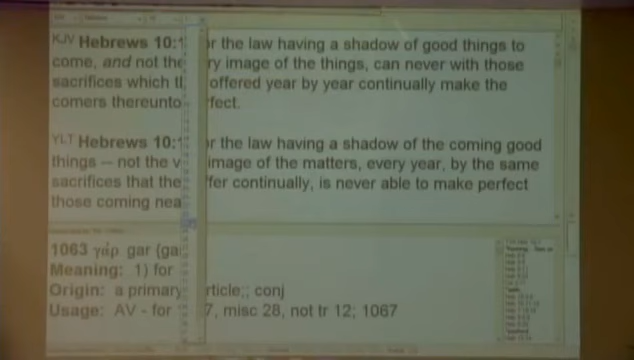 KJV Hebrews 10:1 r the law having a shadow of good things to
come, and not the ry image of the things, can never with those
sacrifices which t offered year by year continually make the
comers thereunto fect.
YLT Hebrews 10:1 r the law having a shadow of the coming good
things -- not the v image of the matters, every year, by the same
sacrifices that the fer continually, is never able to make perfect
those coming nea
1063 γάρ gar (ga
Meaning: 1) for
Origin: a primary rticle;; conj
Usage: AV - for 7, misc 28, not tr 12; 1067